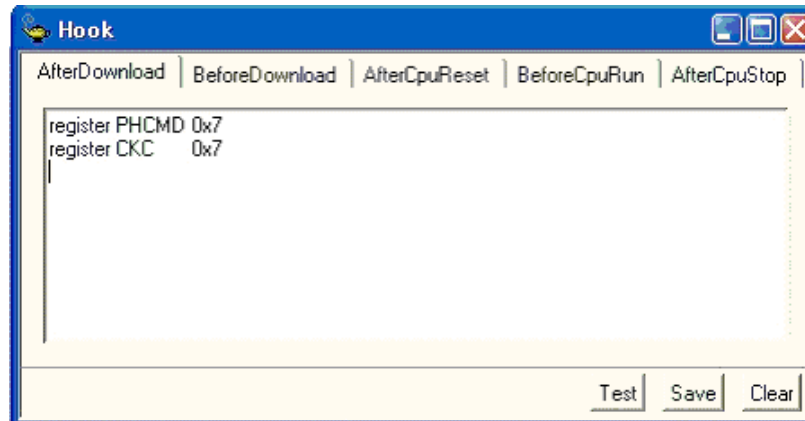 Hook
AfterDownload BeforeDownload AfterCpuReset BeforeCpuRun AfterCpuStop
register PHCMD 0x7
register CKC 0x7
Test Save Clear